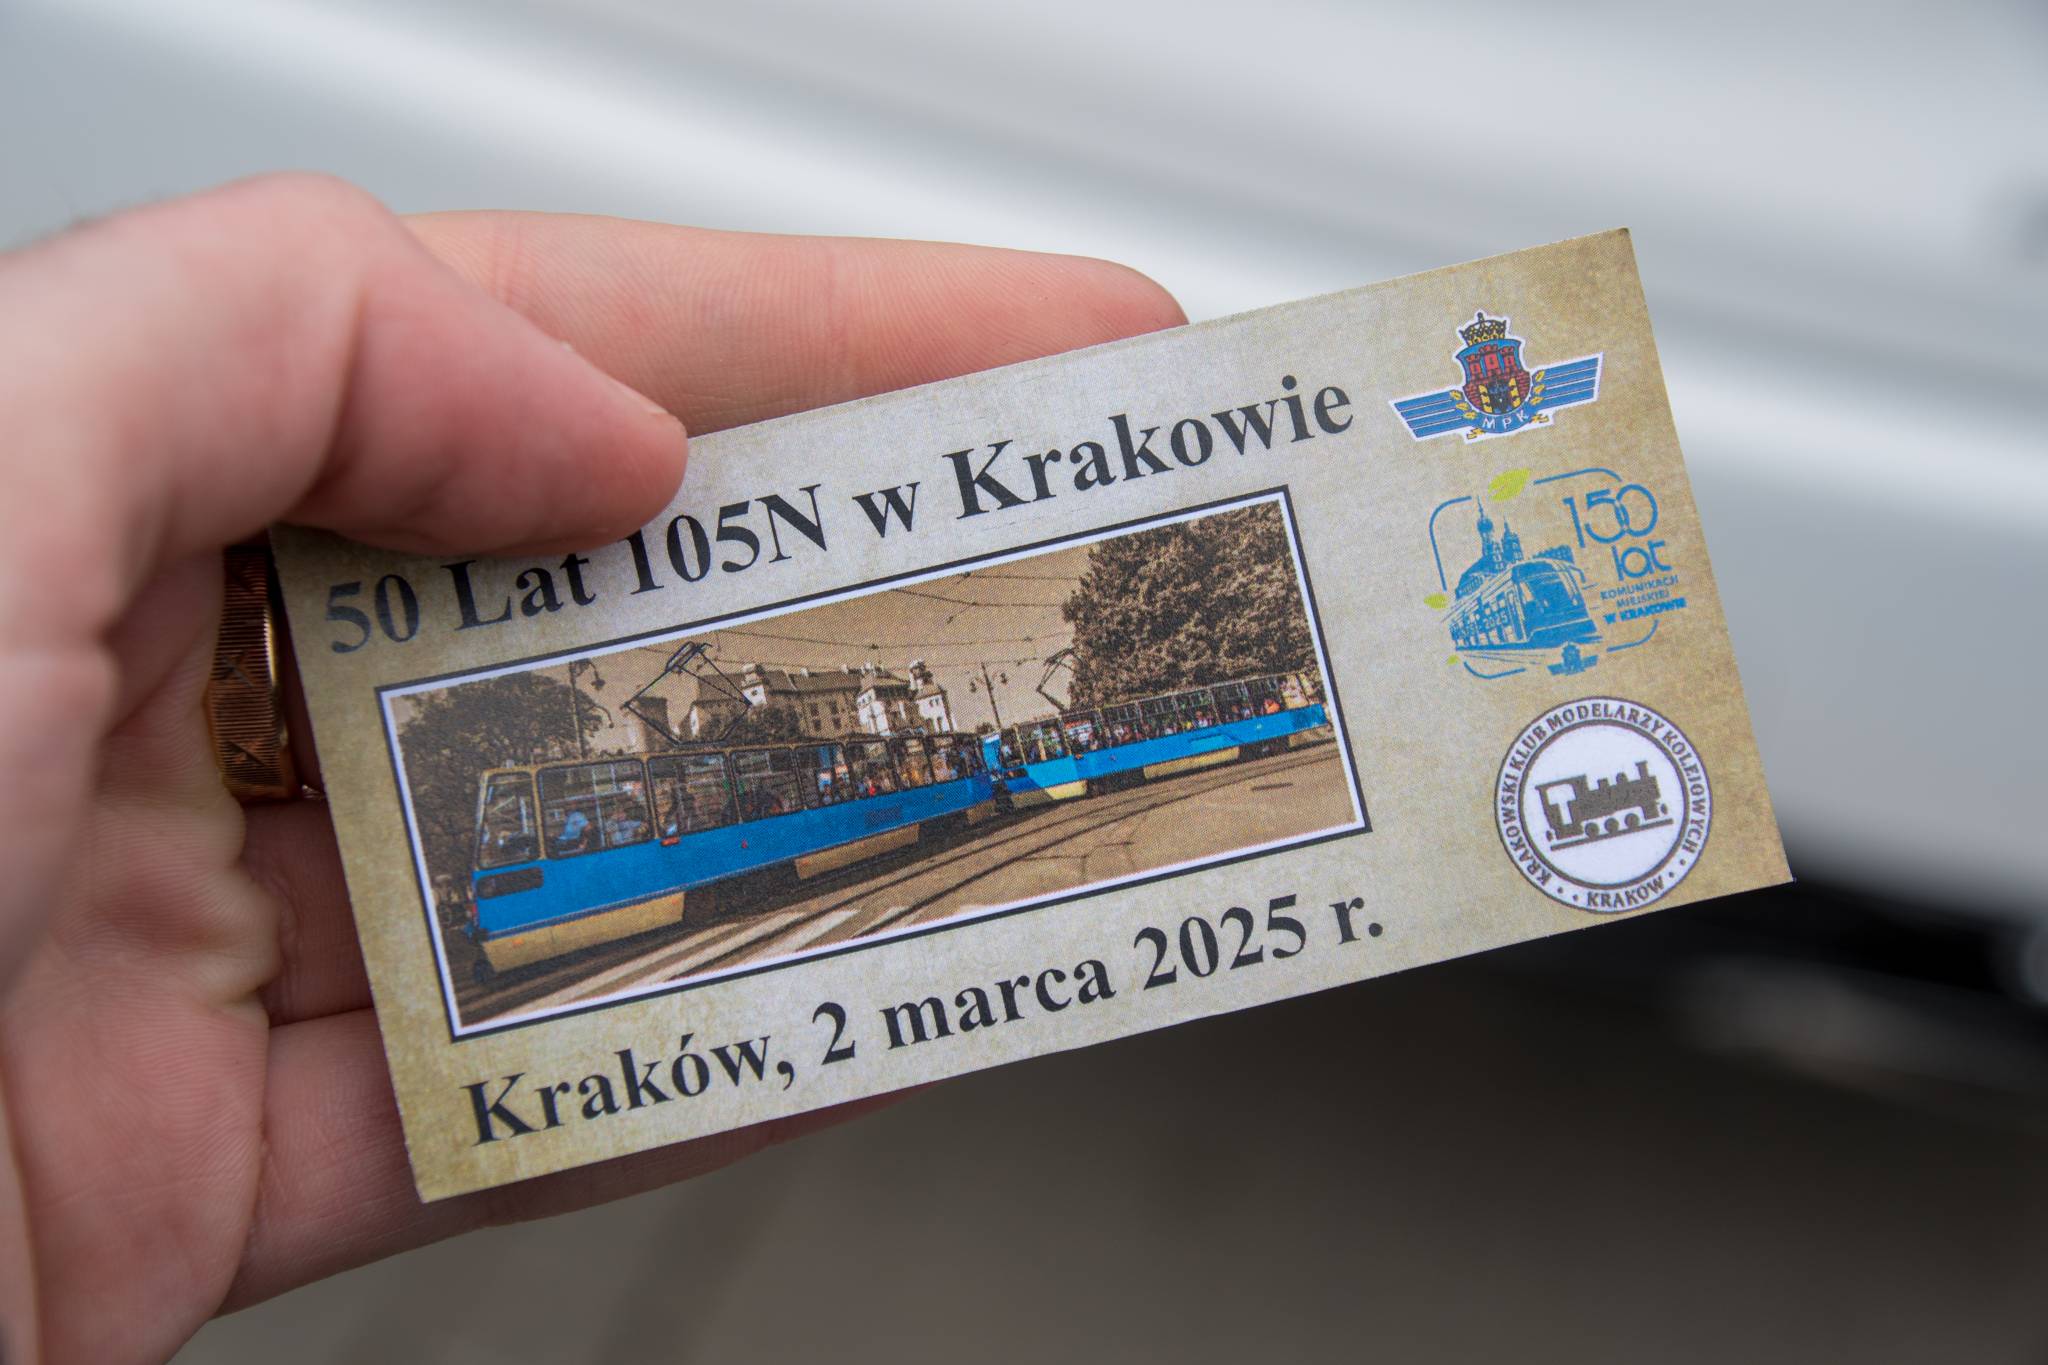 50 Lat 105N w Krakowie
MPK
150
lat
KOMUNIKACJI
MIEJSKIEJ
W KRAKOWIE
2025
KRAKOWSKI KLUB MODELARZY KOLEJOWYCH
• KRAKÓW •
Kraków, 2 marca 2025 r.